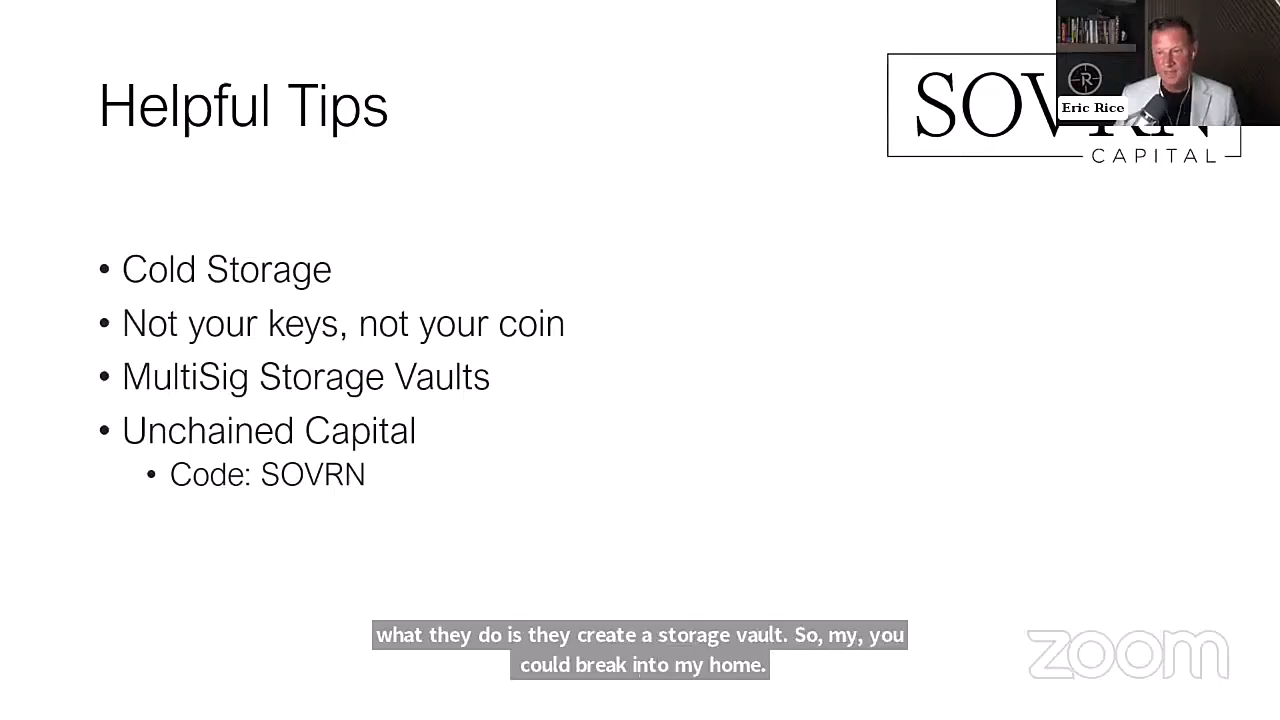 Helpful Tips
SOVRN
CAPITAL
R
Eric Rice
• Cold Storage
• Not your keys, not your coin
• MultiSig Storage Vaults
• Unchained Capital
• Code: SOVRN
what they do is they create a storage vault. So, my, you
could break into my home.
zoom